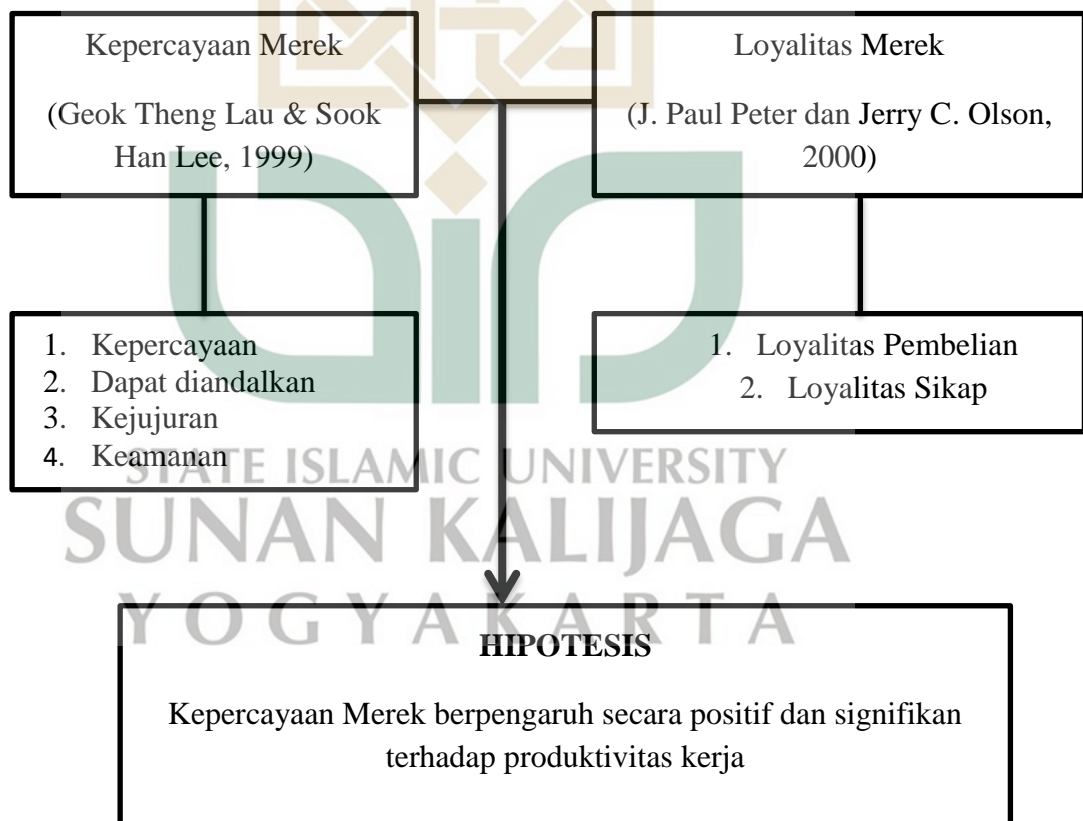 Kepercayaan Merek
(Geok Theng Lau & Sook
Han Lee, 1999)
Loyalitas Merek
(J. Paul Peter dan Jerry C. Olson,
2000)
1. Kepercayaan
2. Dapat diandalkan
3. Kejujuran
4. Keamanan
1. Loyalitas Pembelian
2. Loyalitas Sikap
STATE ISLAMIC UNIVERSITY
SUNAN KALIJAGA
YOGYAKARTA
HIPOTESIS
Kepercayaan Merek berpengaruh secara positif dan signifikan
terhadap produktivitas kerja